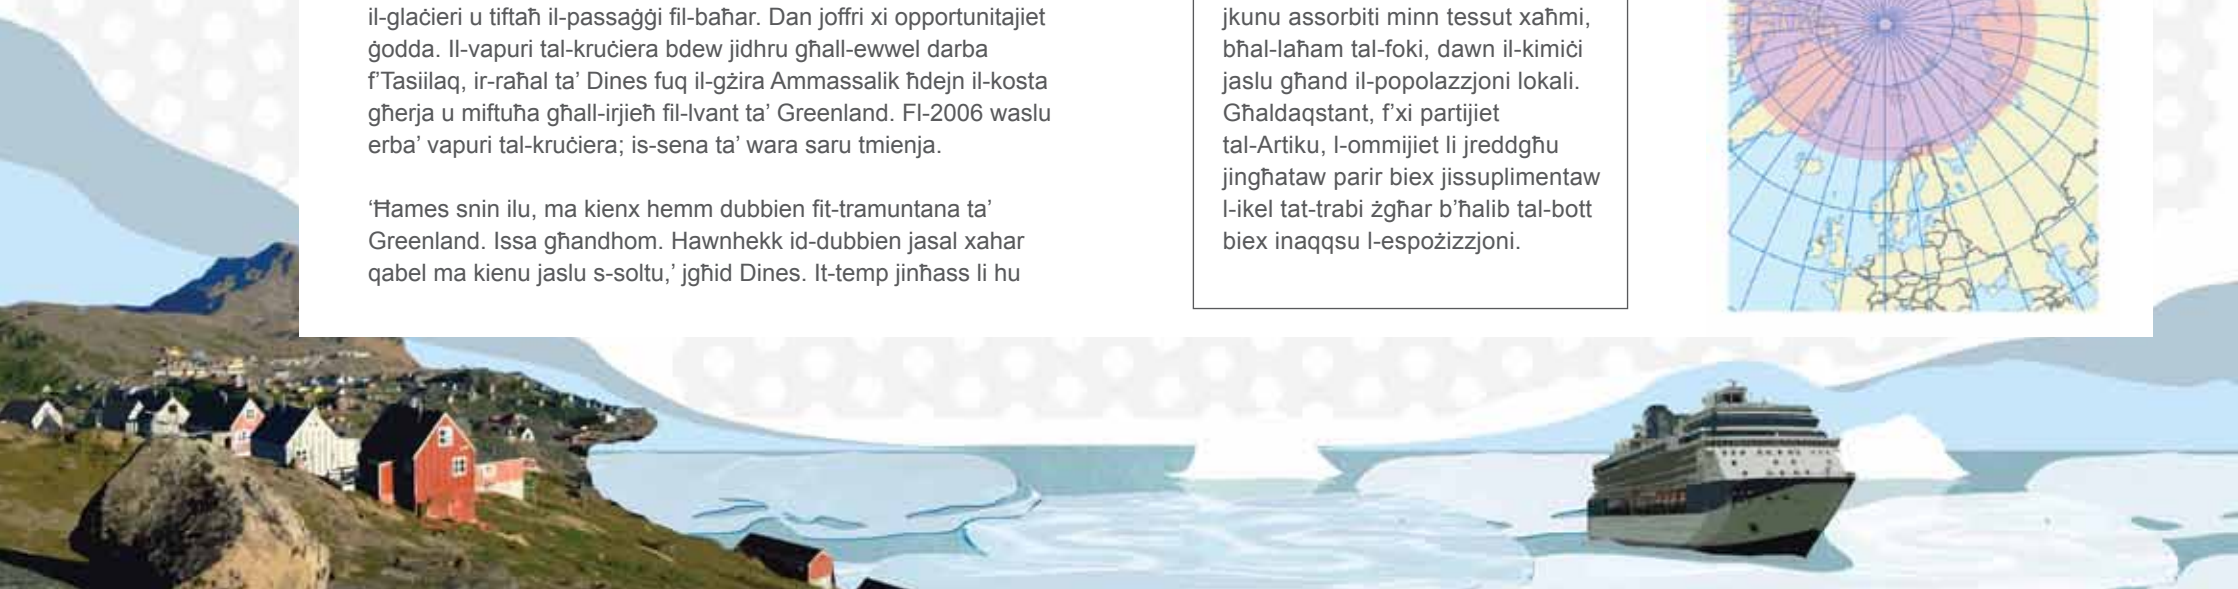 il-glaċieri u tiftaħ il-passaġġi fil-baħar. Dan joffri xi opportunitajiet
ġodda. Il-vapuri tal-kruċiera bdew jidhru għall-ewwel darba
f’Tasiilaq, ir-raħal ta’ Dines fuq il-gżira Ammassalik ħdejn il-kosta
għerja u miftuħa għall-irjieħ fil-lvant ta’ Greenland. Fl-2006 waslu
erba’ vapuri tal-kruċiera; is-sena ta’ wara saru tmienja.
‘Ħames snin ilu, ma kienx hemm dubbien fit-tramuntana ta’
Greenland. Issa għandhom. Hawnhekk id-dubbien jasal xahar
qabel ma kienu jaslu s-soltu,’ jgħid Dines. It-temp jinħass li hu
jkunu assorbiti minn tessut xaħmi,
bħal-laħam tal-foki, dawn il-kimiċi
jaslu għand il-popolazzjoni lokali.
Għaldaqstant, f’xi partijiet
tal-Artiku, l-ommijiet li jreddgħu
jingħataw parir biex jissuplimentaw
l-ikel tat-trabi żgħar b’ħalib tal-bott
biex inaqqsu l-espożizzjoni.